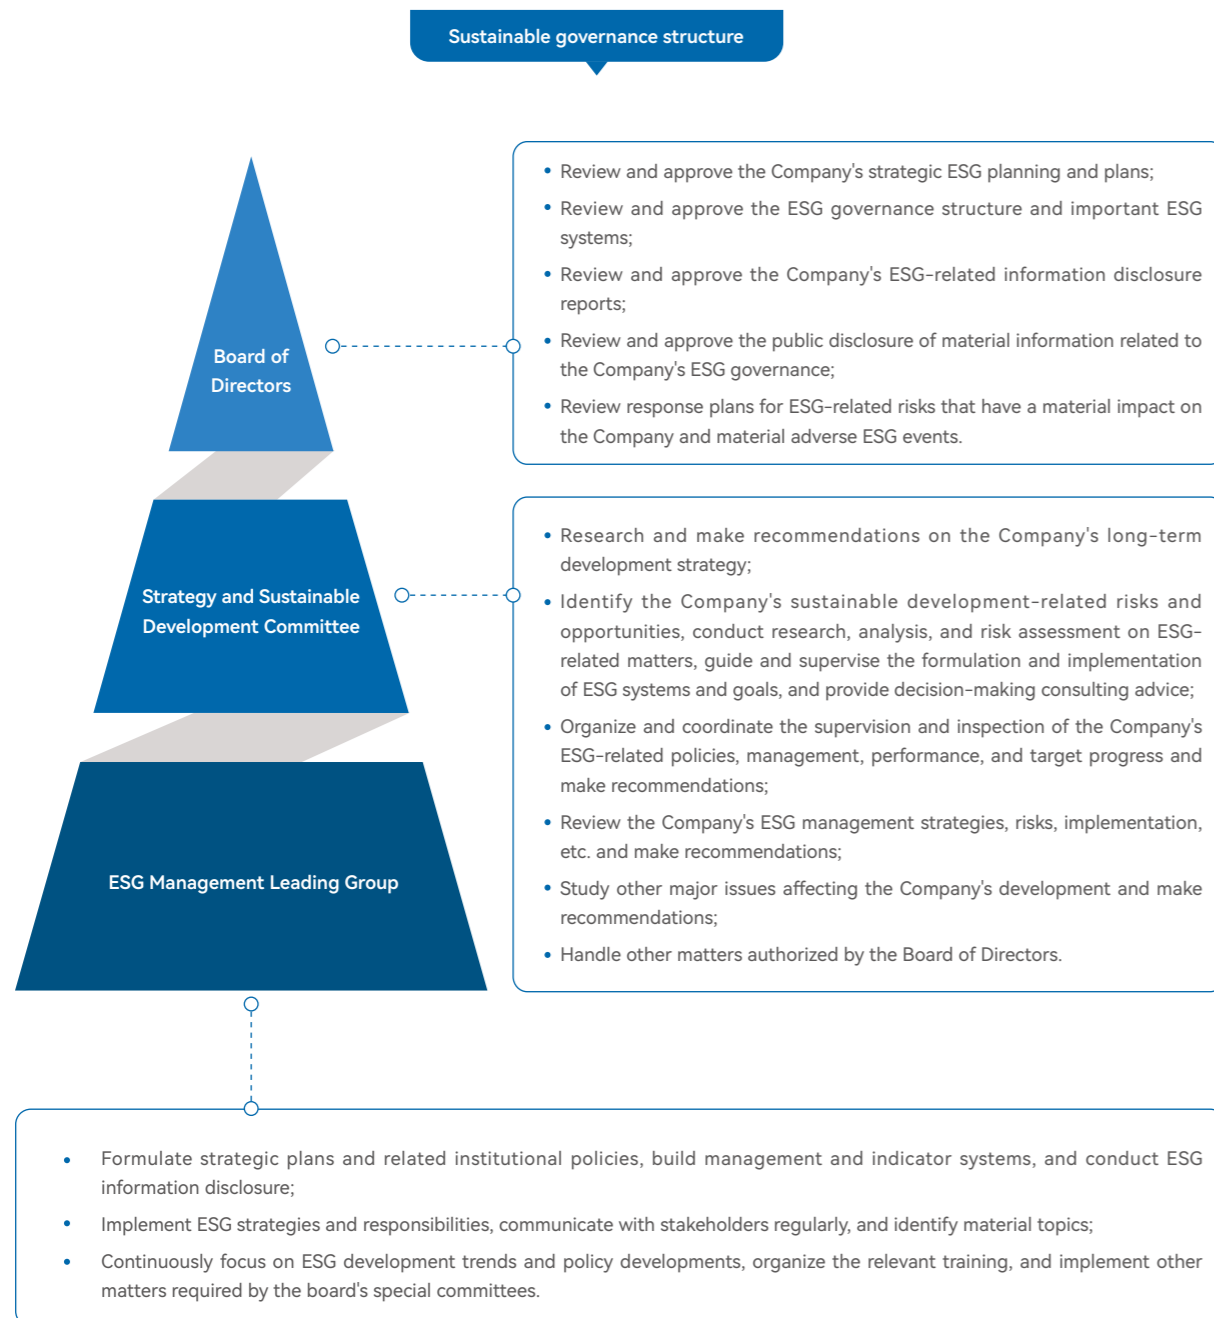 Sustainable governance structure
Board of
Directors
• Review and approve the Company's strategic ESG planning and plans;
• Review and approve the ESG governance structure and important ESG
systems;
• Review and approve the Company's ESG-related information disclosure
reports;
• Review and approve the public disclosure of material information related to
the Company's ESG governance;
• Review response plans for ESG-related risks that have a material impact on
the Company and material adverse ESG events.
Strategy and Sustainable
Development Committee
• Research and make recommendations on the Company's long-term
development strategy;
• Identify the Company's sustainable development-related risks and
opportunities, conduct research, analysis, and risk assessment on ESG-
related matters, guide and supervise the formulation and implementation
of ESG systems and goals, and provide decision-making consulting advice;
• Organize and coordinate the supervision and inspection of the Company's
ESG-related policies, management, performance, and target progress and
make recommendations;
• Review the Company's ESG management strategies, risks, implementation,
etc. and make recommendations;
• Study other major issues affecting the Company's development and make
recommendations;
• Handle other matters authorized by the Board of Directors.
ESG Management Leading Group
• Formulate strategic plans and related institutional policies, build management and indicator systems, and conduct ESG
information disclosure;
• Implement ESG strategies and responsibilities, communicate with stakeholders regularly, and identify material topics;
• Continuously focus on ESG development trends and policy developments, organize the relevant training, and implement other
matters required by the board's special committees.